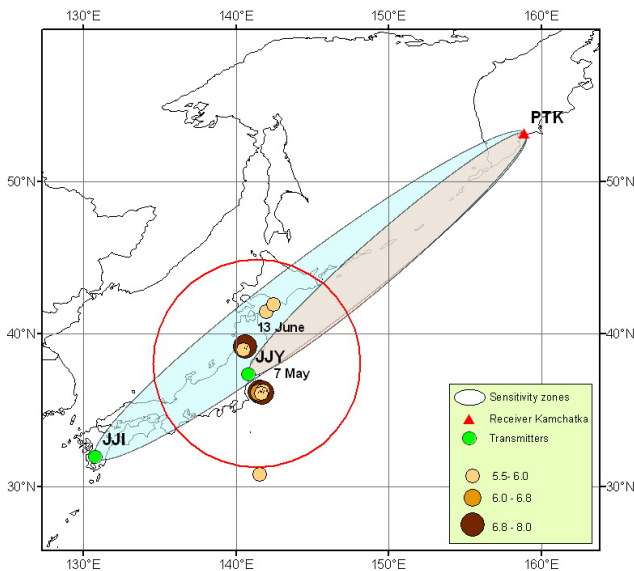 130°E 140°E 150°E 160°E
PTK
50°N 50°N
40°N 40°N
13 June
JJY
7 May
JJI
30°N 30°N
Sensitivity zones
Receiver Kamchatka
Transmitters
5.5- 6.0
6.0 - 6.8
6.8 - 8.0
130°E 140°E 150°E 160°E